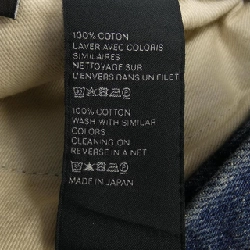 100% COTON
LAVER AVEC COLORIS
SIMILAIRES
NETTOYAGE SUR
L'ENVERS DANS UN FILET
100% COTTON
WASH WITH SIMILAR
COLORS
CLEANING ON
REVERSE IN A NET
MADE IN JAPAN